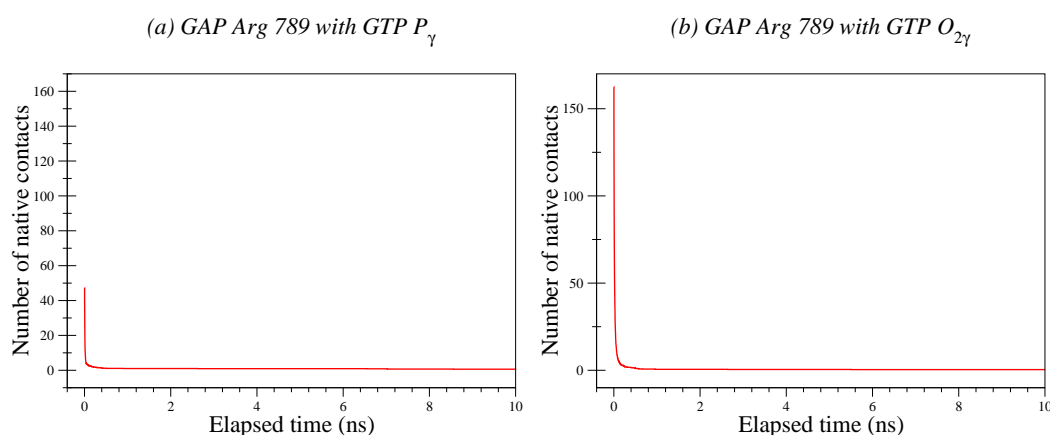 (a) GAP Arg 789 with GTP Pγ
(b) GAP Arg 789 with GTP O2γ
Number of native contacts
160
140
120
100
80
60
40
20
0
0 2 4 6 8 10
Elapsed time (ns)
Number of native contacts
150
100
50
0
0 2 4 6 8 10
Elapsed time (ns)